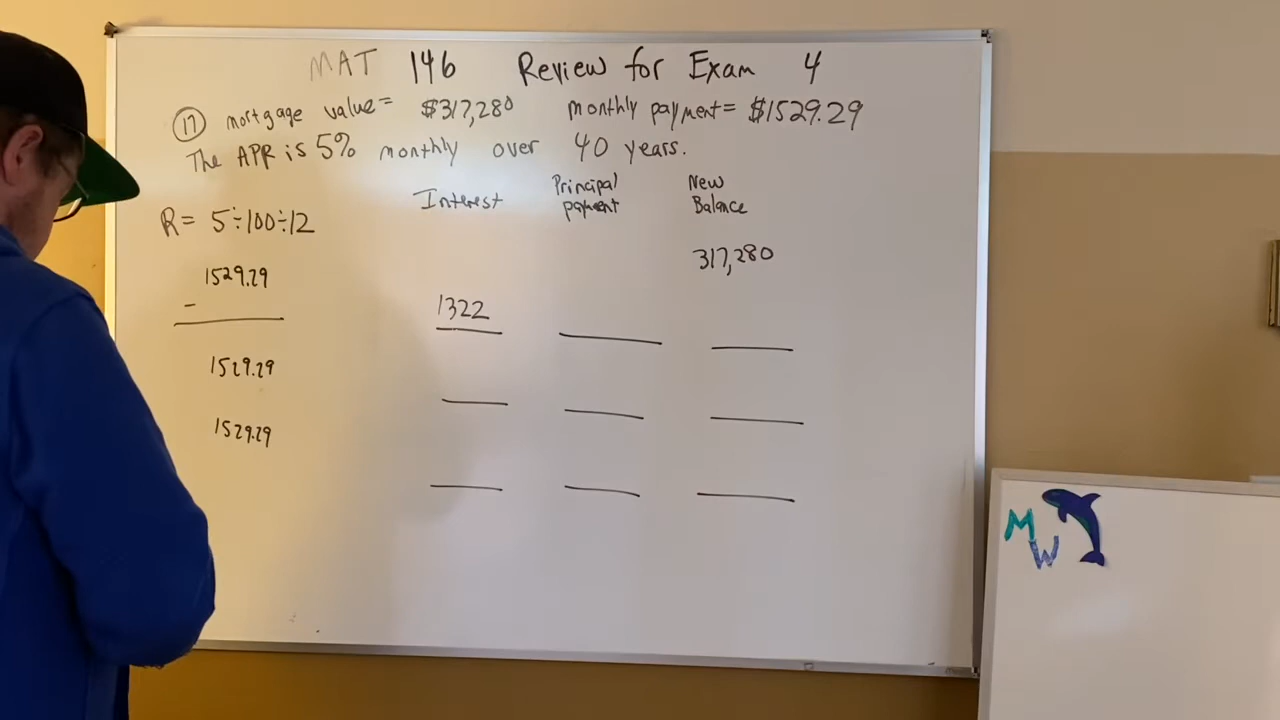 MAT 146 Review for Exam 4
17 mortgage value= $317,280 monthly payment= $1529.29
The APR is 5% monthly over 40 years.
Interest Principal payment New Balance
R= 5÷100÷12
317,280
1529.29
-
1322
1529.29
1529.29
M
W